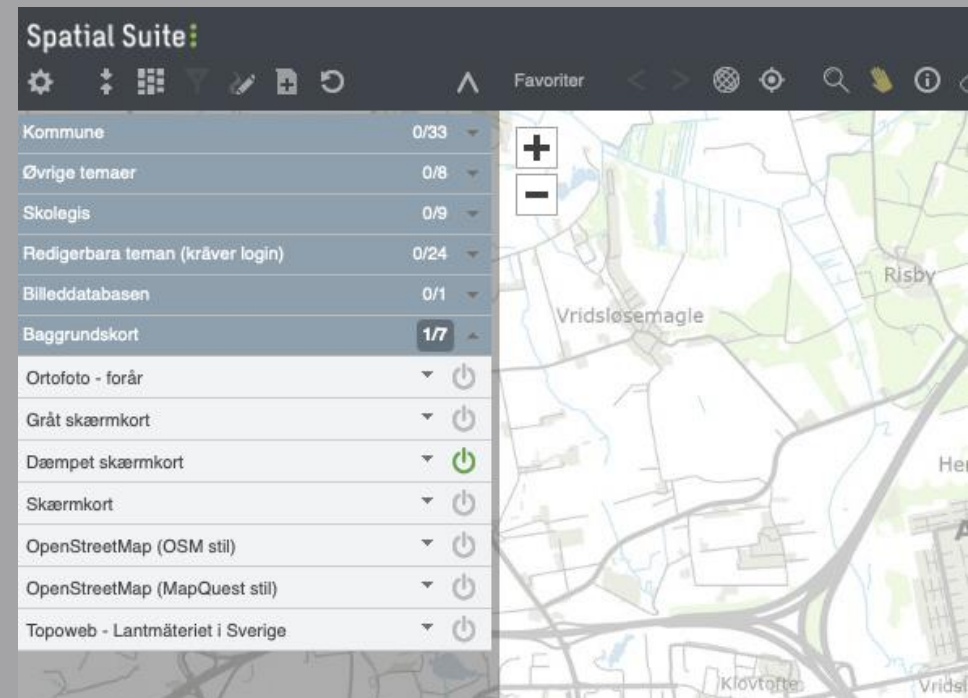 Spatial Suite
Favoriter
Kommune 0/33
Øvrige temaer 0/8
Skolegis 0/9
Redigerbara teman (kräver login) 0/24
Billeddatabasen 0/1
Baggrundskort 1/7
Ortofoto - forår
Gråt skærmkort
Dæmpet skærmkort
Skærmkort
OpenStreetMap (OSM stil)
OpenStreetMap (MapQuest stil)
Topoweb - Lantmäteriet i Sverige
Risby
Vridsløsemagle
Her
A
Klovtofte
Vridsl